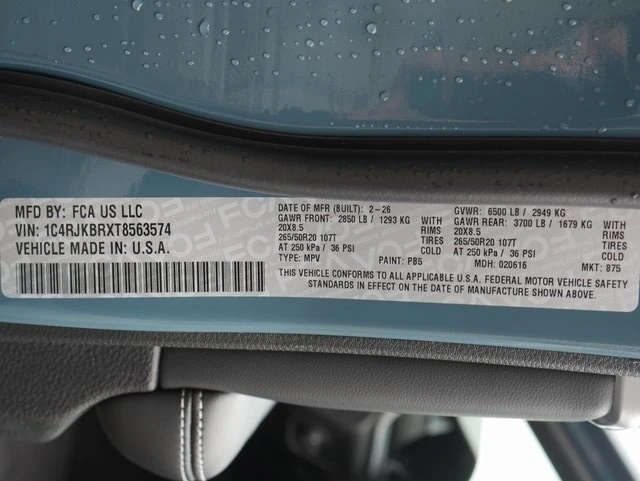 MFD BY: FCA US LLC
VIN: 1C4RJKBRXT8563574
VEHICLE MADE IN: U.S.A.
DATE OF MFR (BUILT): 2-26 GVWR: 6500 LB / 2949 KG
GAWR FRONT: 2850 LB / 1293 KG WITH GAWR REAR: 3700 LB / 1679 KG WITH
20X8.5 RIMS 20X8.5 RIMS
265/50R20 107T TIRES 265/50R20 107T TIRES
AT 250 kPa / 36 PSI COLD AT 250 kPa / 36 PSI COLD
TYPE: MPV PAINT: PB5 MDH: 020616 MKT: 875
THIS VEHICLE CONFORMS TO ALL APPLICABLE U.S.A. FEDERAL MOTOR VEHICLE SAFETY
STANDARDS IN EFFECT ON THE DATE OF MANUFACTURE SHOWN ABOVE.